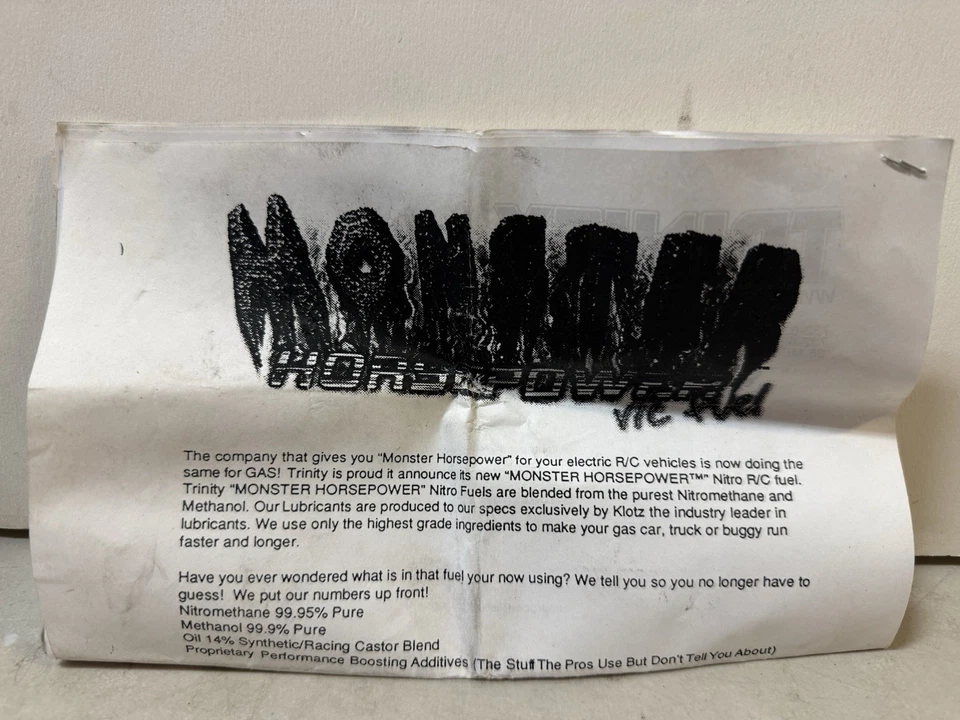 MONSTER
HORSEPOWER
Fuel
The company that gives you "Monster Horsepower" for your electric R/C vehicles is now doing the
same for GAS! Trinity is proud it announce its new "MONSTER HORSEPOWER™" Nitro R/C fuel.
Trinity "MONSTER HORSEPOWER" Nitro Fuels are blended from the purest Nitromethane and
Methanol. Our Lubricants are produced to our specs exclusively by Klotz the industry leader in
lubricants. We use only the highest grade ingredients to make your gas car, truck or buggy run
faster and longer.
Have you ever wondered what is in that fuel your now using? We tell you so you no longer have to
guess! We put our numbers up front!
Nitromethane 99.95% Pure
Methanol 99.9% Pure
Oil 14% Synthetic/Racing Castor Blend
Proprietary Performance Boosting Additives (The Stuff The Pros Use But Don't Tell You About)